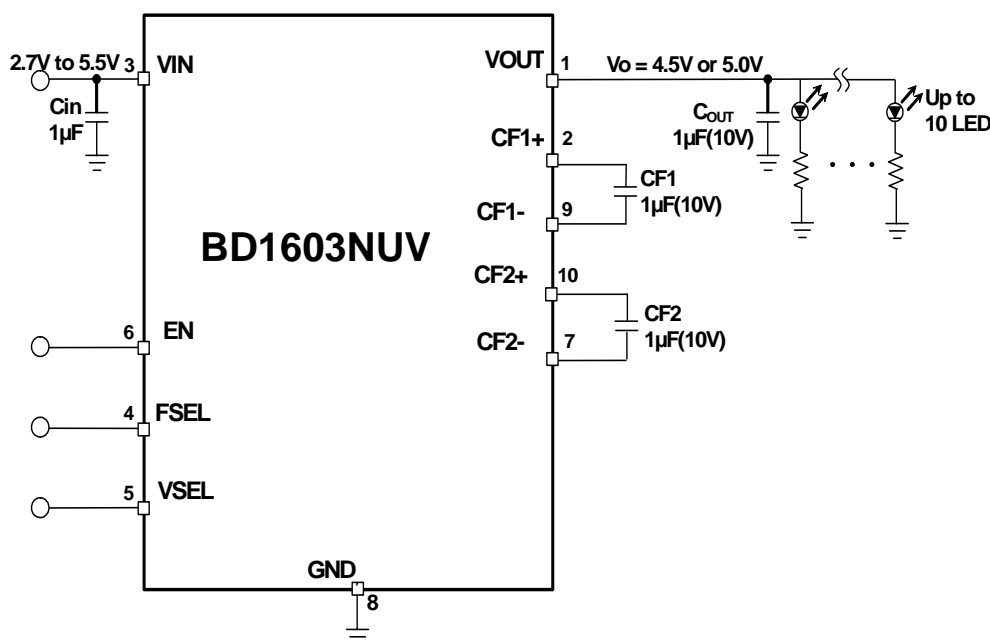 2.7V to 5.5V
3
VIN
Cin
1µF
VOUT
1
Vo = 4.5V or 5.0V
COUT
1µF(10V)
Up to
10 LED
CF1+
2
CF1
1µF(10V)
CF1-
9
BD1603NUV
CF2+
10
CF2
1µF(10V)
CF2-
7
6
EN
4
FSEL
5
VSEL
GND
8